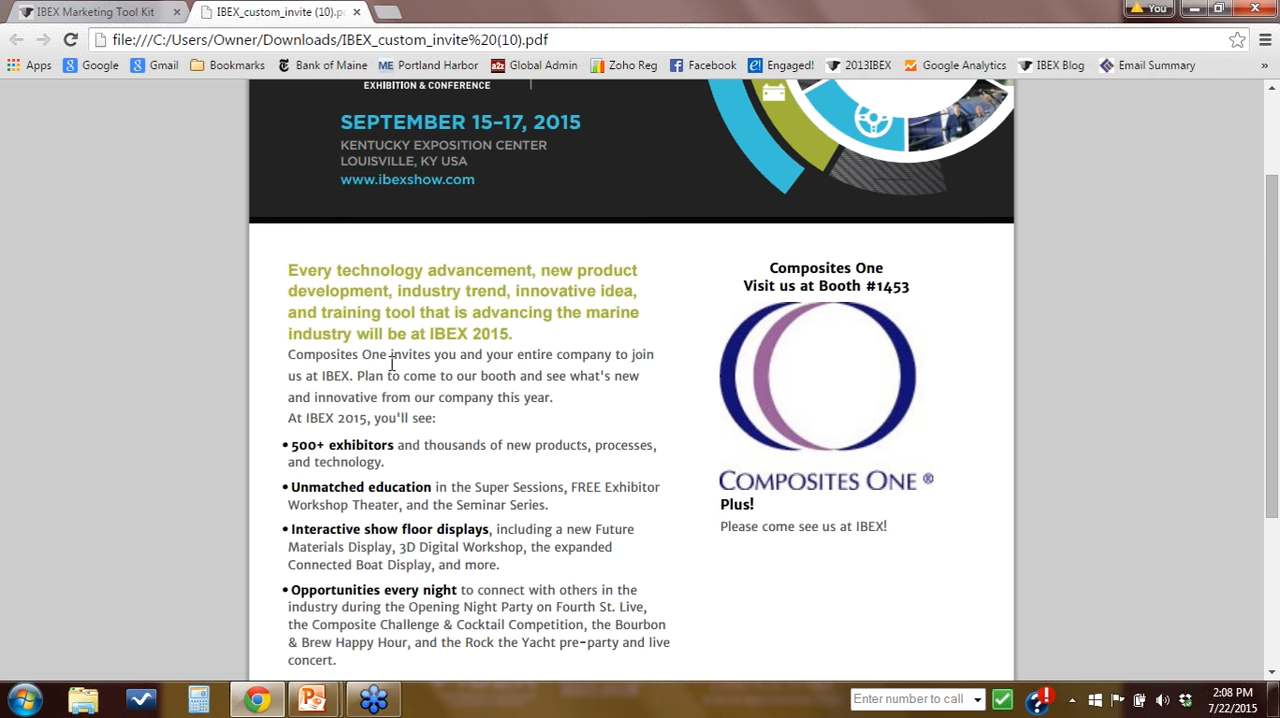 IBEX Marketing Tool Kit
IBEX_custom_invite (10).p
You
file:///C:/Users/Owner/Downloads/IBEX_custom_invite%20(10).pdf
Apps Google Gmail Bookmarks Bank of Maine ME Portland Harbor a2z Global Admin Zoho Reg Facebook Engaged! 2013IBEX Google Analytics IBEX Blog Email Summary »
EXHIBITION & CONFERENCE
SEPTEMBER 15–17, 2015
KENTUCKY EXPOSITION CENTER
LOUISVILLE, KY USA
www.ibexshow.com
Every technology advancement, new product
development, industry trend, innovative idea,
and training tool that is advancing the marine
industry will be at IBEX 2015.
Composites One invites you and your entire company to join
us at IBEX. Plan to come to our booth and see what's new
and innovative from our company this year.
At IBEX 2015, you'll see:
• 500+ exhibitors and thousands of new products, processes,
and technology.
• Unmatched education in the Super Sessions, FREE Exhibitor
Workshop Theater, and the Seminar Series.
• Interactive show floor displays, including a new Future
Materials Display, 3D Digital Workshop, the expanded
Connected Boat Display, and more.
• Opportunities every night to connect with others in the
industry during the Opening Night Party on Fourth St. Live,
the Composite Challenge & Cocktail Competition, the Bourbon
& Brew Happy Hour, and the Rock the Yacht pre-party and live
concert.
Composites One
Visit us at Booth #1453
COMPOSITES ONE ®
Plus!
Please come see us at IBEX!
Enter number to call
2:08 PM
7/22/2015